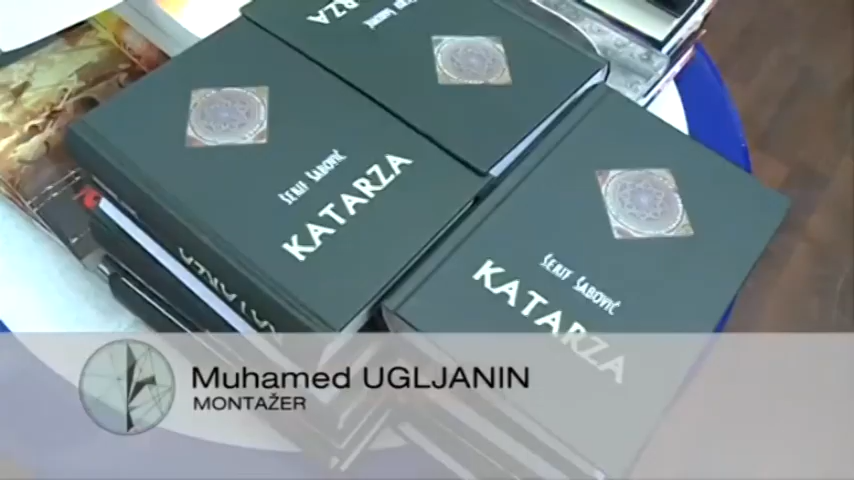 ŠERIF ŠABOVIĆ
KATARZA
ŠERIF ŠABOVIĆ
KATARZA
Muhamed UGLJANIN
MONTAŽER